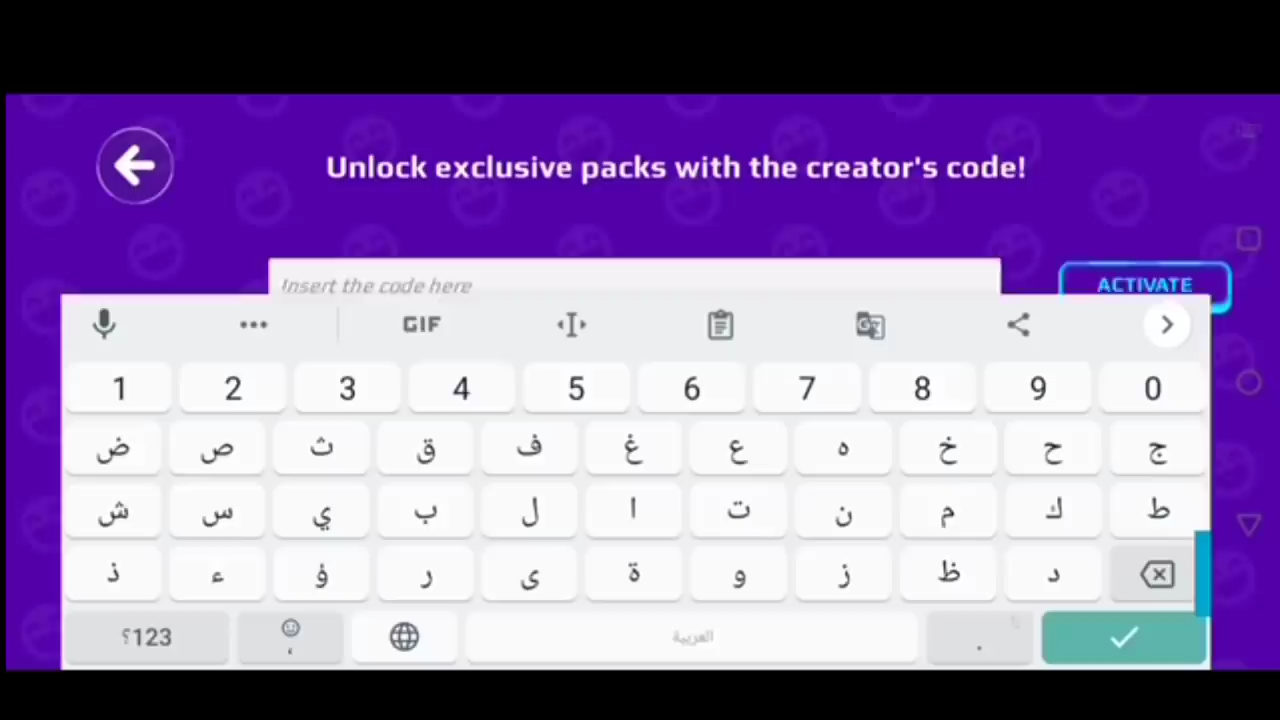 Unlock exclusive packs with the creator's code!
Insert the code here
ACTIVATE
GIF
1 2 3 4 5 6 7 8 9 0
ض ص ث ق ف غ ع ه خ ح ج
ش س ي ب ل ا ت ن م ك ط
ذ ء ؤ ر ى ة و ز ظ د
؟123 ، العربية .